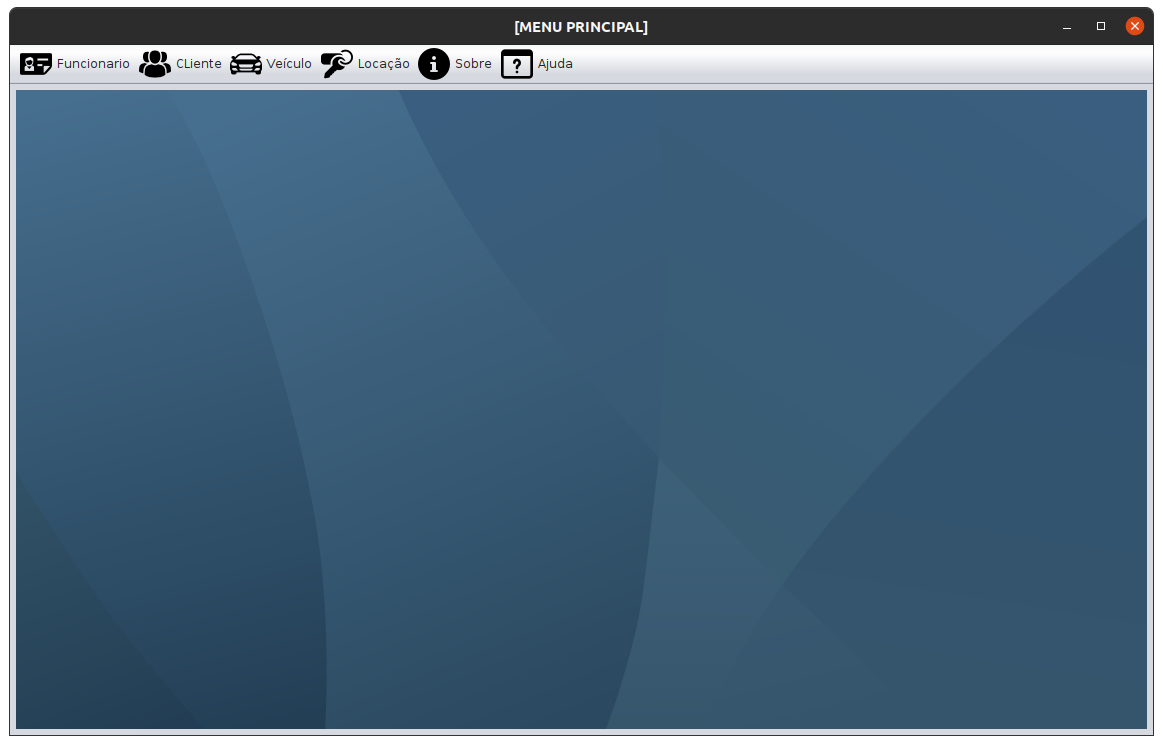 [MENU PRINCIPAL]
Funcionario CLiente Veículo Locação Sobre Ajuda